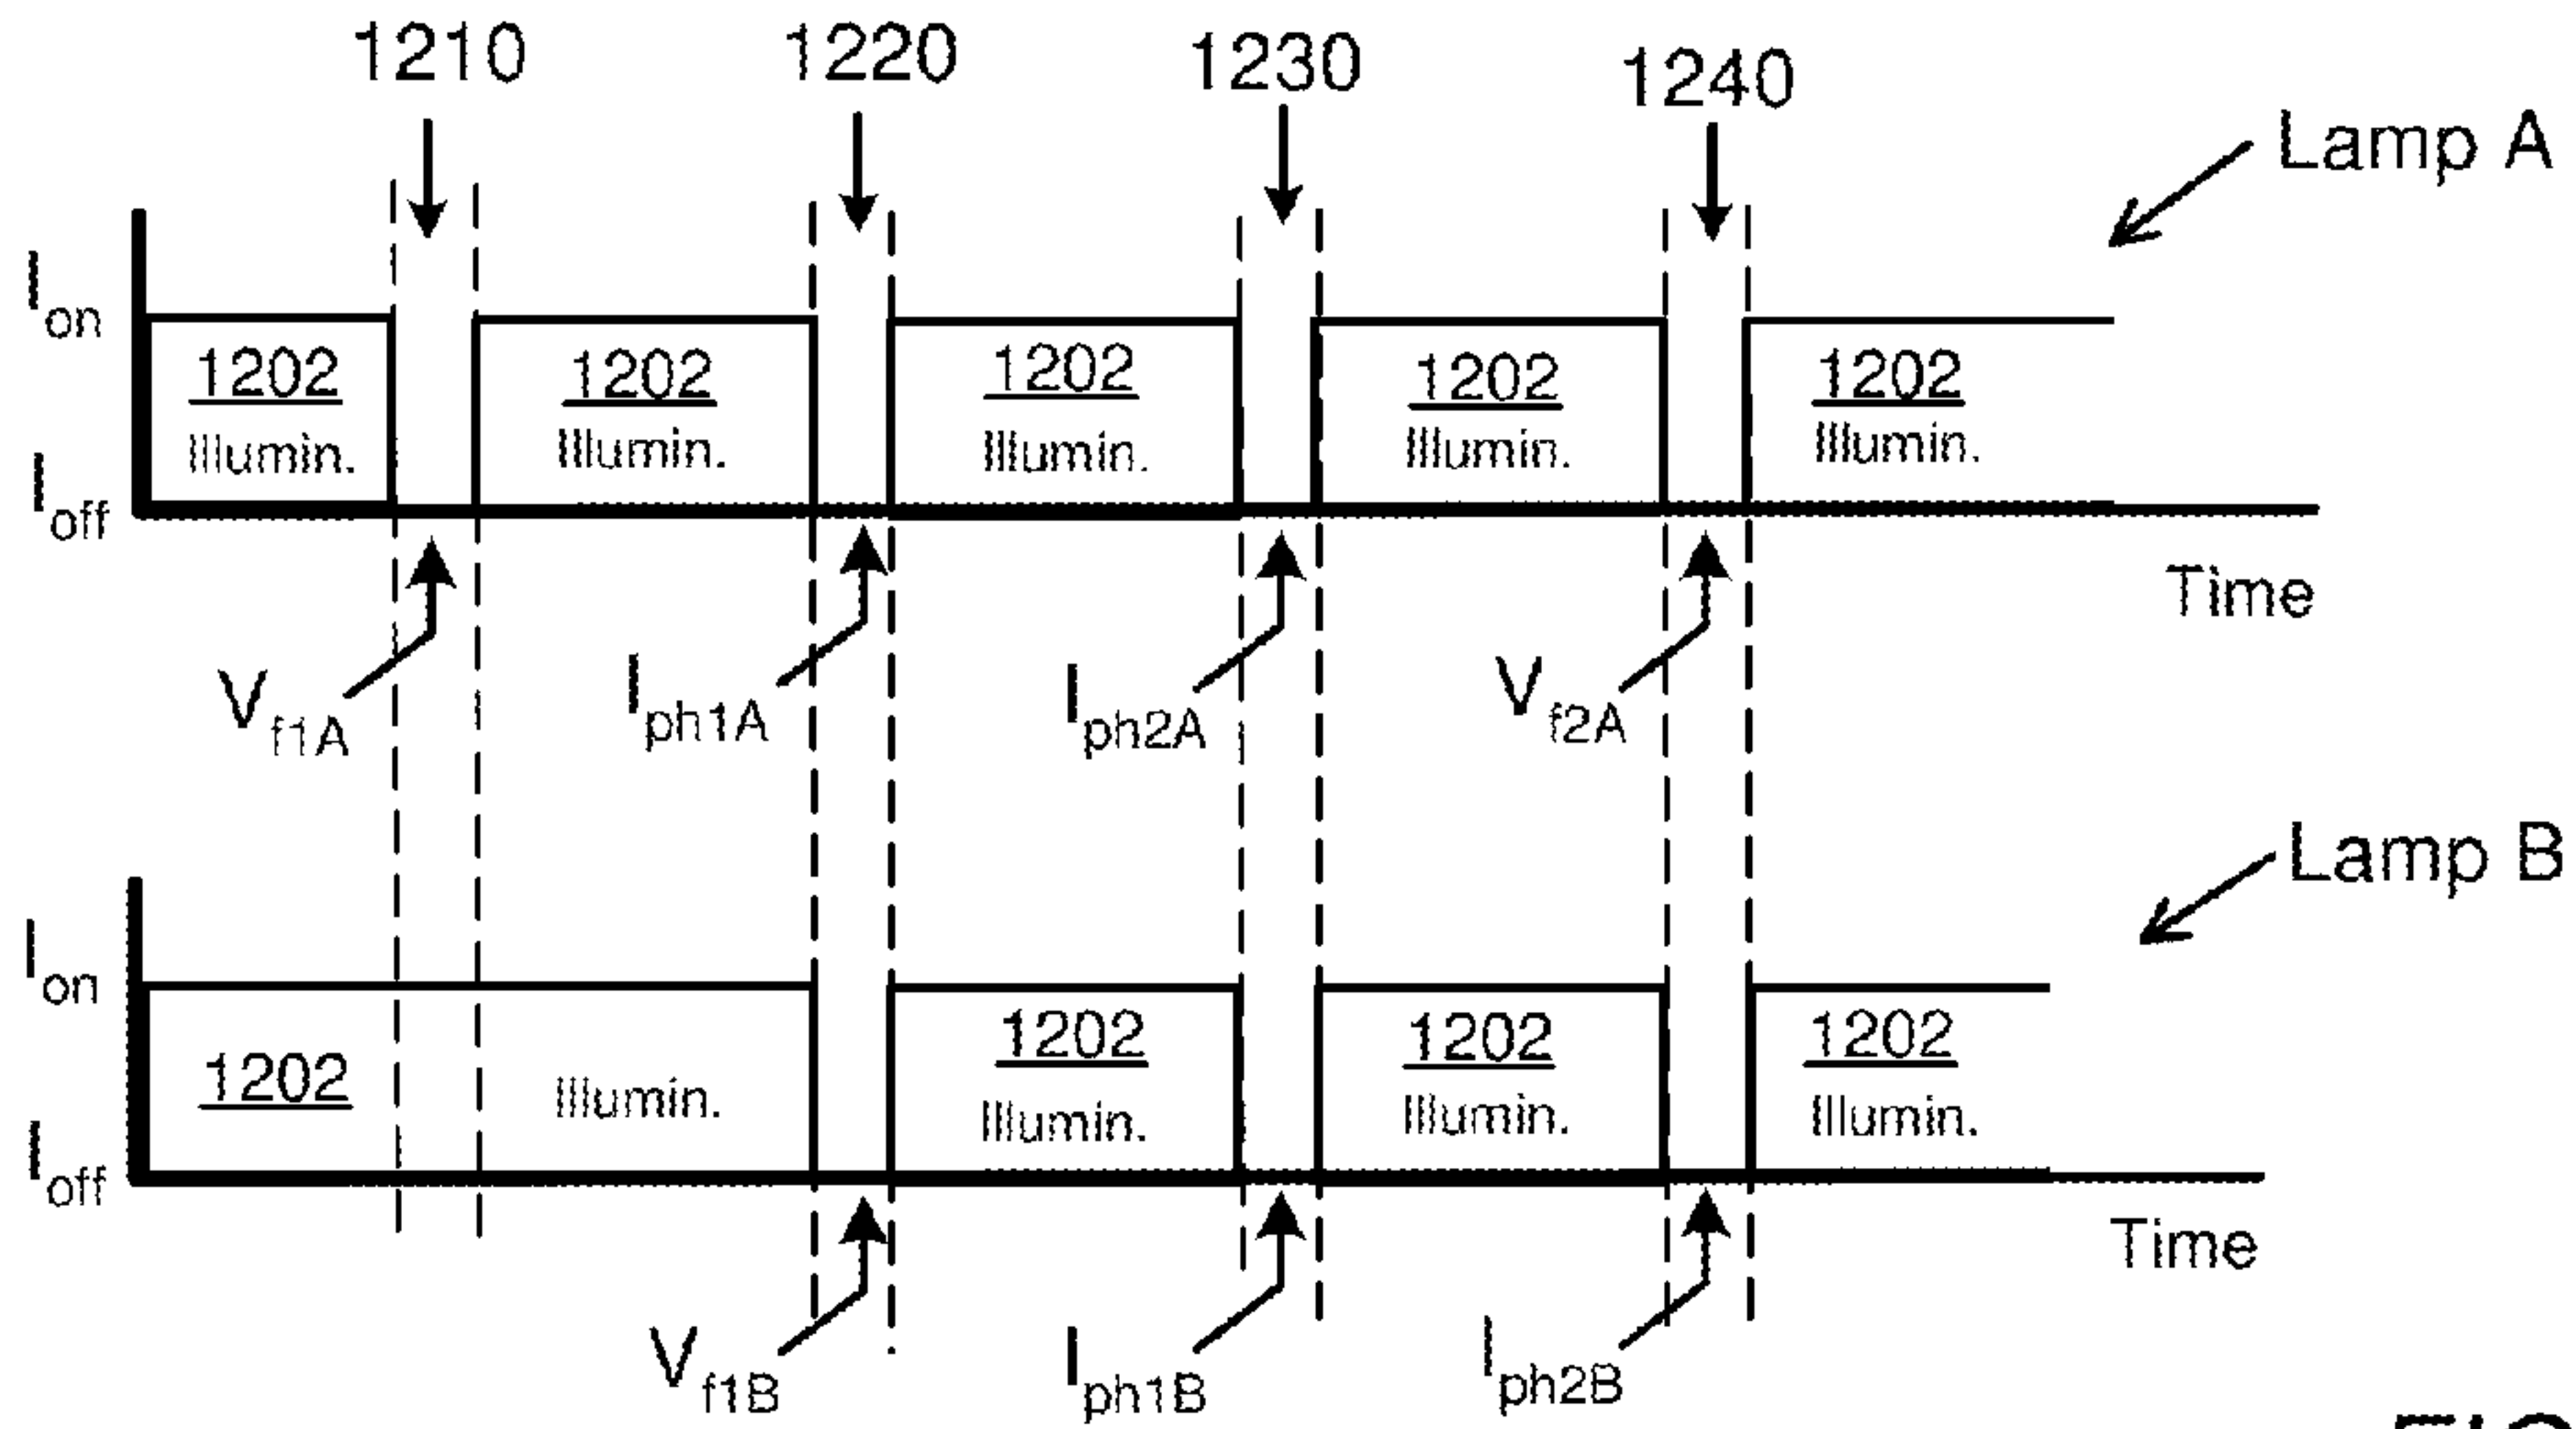 1210 1220 1230 1240
Lamp A
Ion
1202 1202 1202 1202 1202
Illumin. Illumin. Illumin. Illumin. Illumin.
Ioff
Time
Vf1A Iph1A Iph2A Vf2A
Lamp B
Ion
1202 Illumin. 1202 1202 1202
Illumin. Illumin. Illumin.
Ioff
Time
Vf1B Iph1B Iph2B